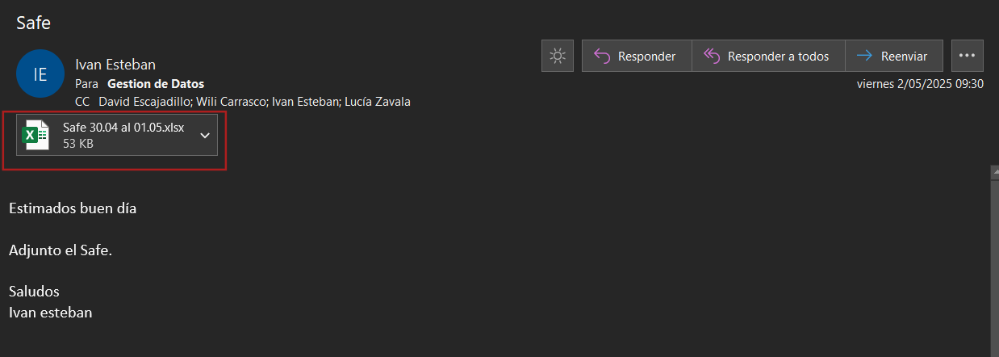 Safe
IE
Ivan Esteban
Para Gestion de Datos
CC David Escajadillo; Wili Carrasco; Ivan Esteban; Lucía Zavala
Responder
Responder a todos
Reenviar
viernes 2/05/2025 09:30
Safe 30.04 al 01.05.xlsx
53 KB
Estimados buen día
Adjunto el Safe.
Saludos
Ivan esteban